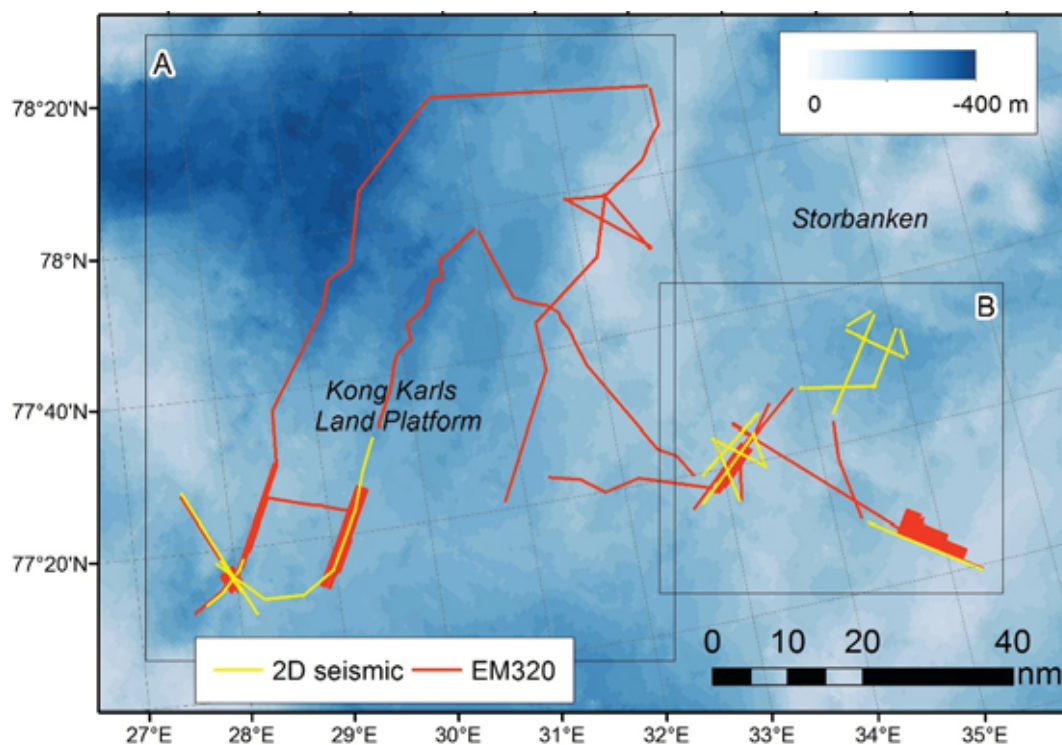 A
0
-400 m
78°20'N
Storbanken
78°N
B
Kong Karls
Land Platform
77°40'N
77°20'N
0 10 20 40
nm
2D seismic
EM320
27°E 28°E 29°E 30°E 31°E 32°E 33°E 34°E 35°E